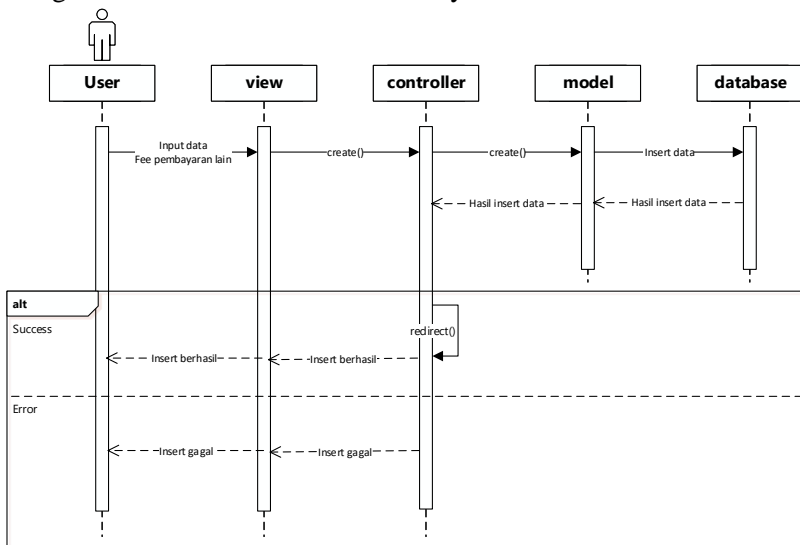 User
view
controller
model
database
Input data
Fee pembayaran lain
create()
create()
Insert data
Hasil insert data
Hasil insert data
alt
Success
redirect()
Insert berhasil
Insert berhasil
Error
Insert gagal
Insert gagal